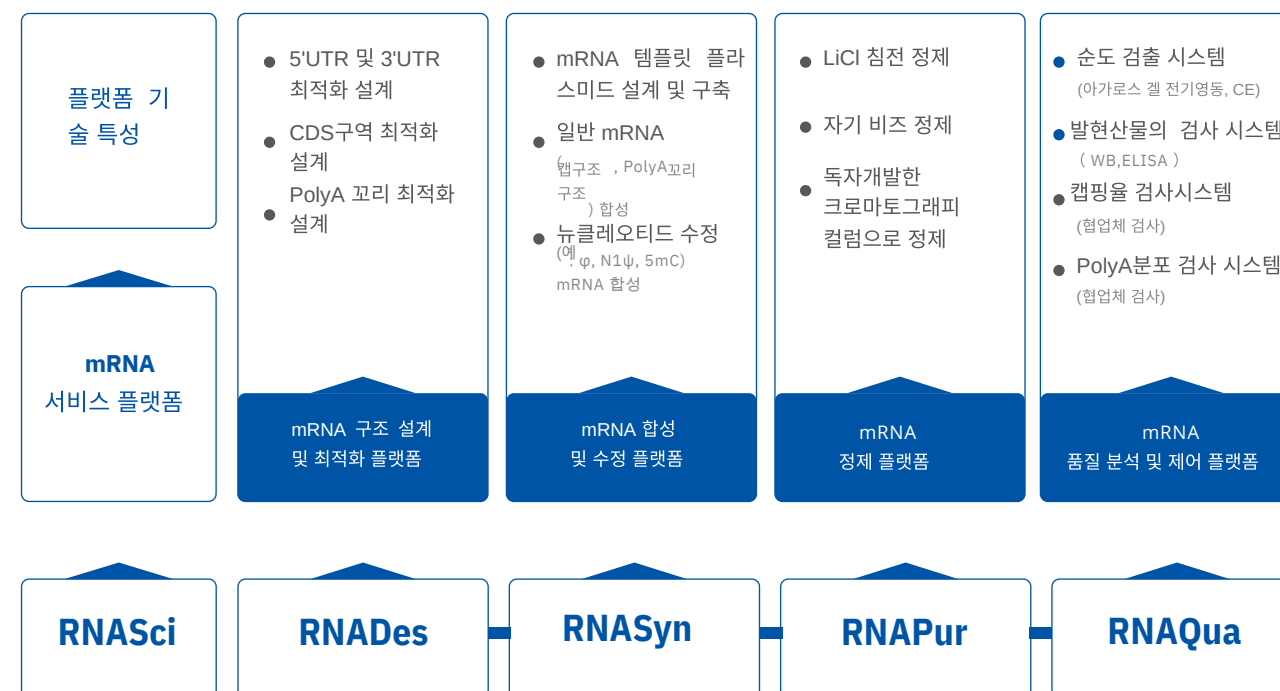 플랫폼 기
술 특성
mRNA
서비스 플랫폼
5'UTR 및 3'UTR
최적화 설계
CDS구역 최적화
설계
PolyA 꼬리 최적화
설계
mRNA 구조 설계
및 최적화 플랫폼
mRNA 템플릿 플라
스미드 설계 및 구축
일반 mRNA
(캡구조 , PolyA꼬리
구조
) 합성
뉴클레오티드 수정
(예
: φ, N1ψ, 5mC)
mRNA 합성
mRNA 합성
및 수정 플랫폼
LiCl 침전 정제
자기 비즈 정제
독자개발한
크로마토그래피
컬럼으로 정제
mRNA
정제 플랫폼
순도 검출 시스템
(아가로스 겔 전기영동, CE)
발현산물의 검사 시스템
( WB,ELISA )
캡핑율 검사시스템
(협업체 검사)
PolyA분포 검사 시스템
(협업체 검사)
mRNA
품질 분석 및 제어 플랫폼
RNASci
RNADes
RNASyn
RNAPur
RNAQua